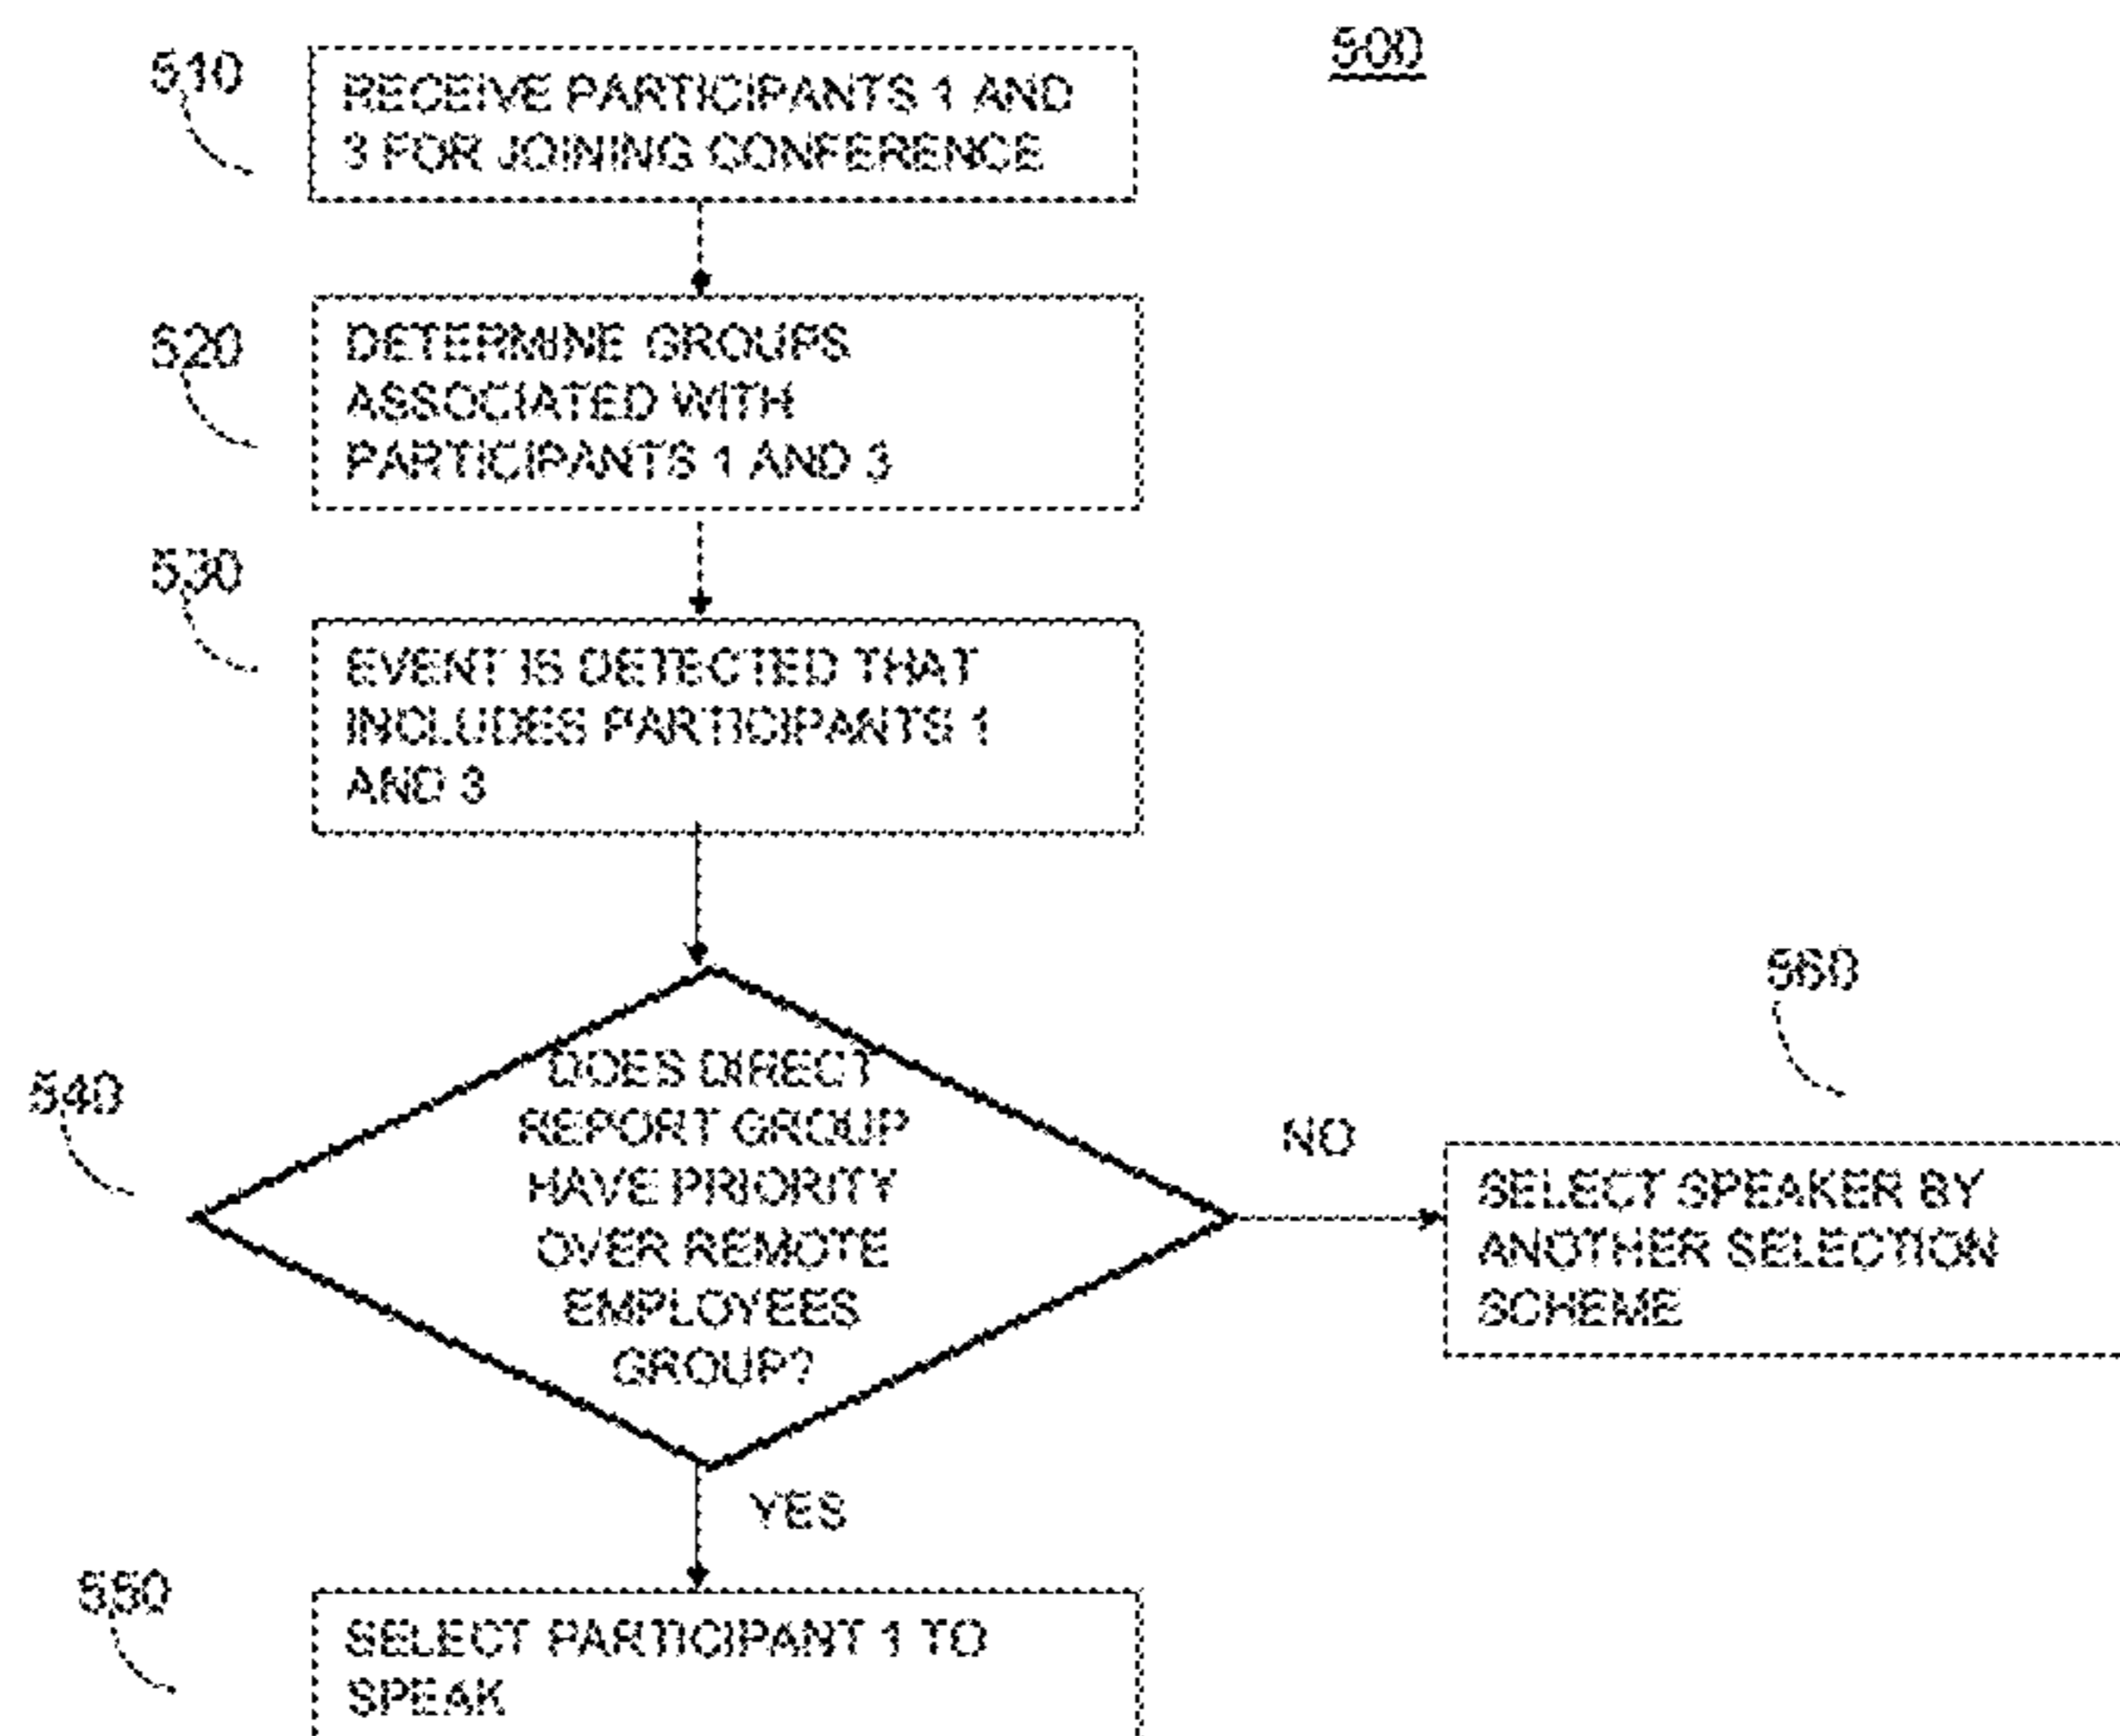 500
510
RECEIVE PARTICIPANTS 1 AND
3 FOR JOINING CONFERENCE
520
DETERMINE GROUPS
ASSOCIATED WITH
PARTICIPANTS 1 AND 3
530
EVENT IS DETECTED THAT
INCLUDES PARTICIPANTS 1
AND 3
540
DOES DIRECT
REPORT GROUP
HAVE PRIORITY
OVER REMOTE
EMPLOYEES
GROUP?
NO
560
SELECT SPEAKER BY
ANOTHER SELECTION
SCHEME
YES
550
SELECT PARTICIPANT 1 TO
SPEAK